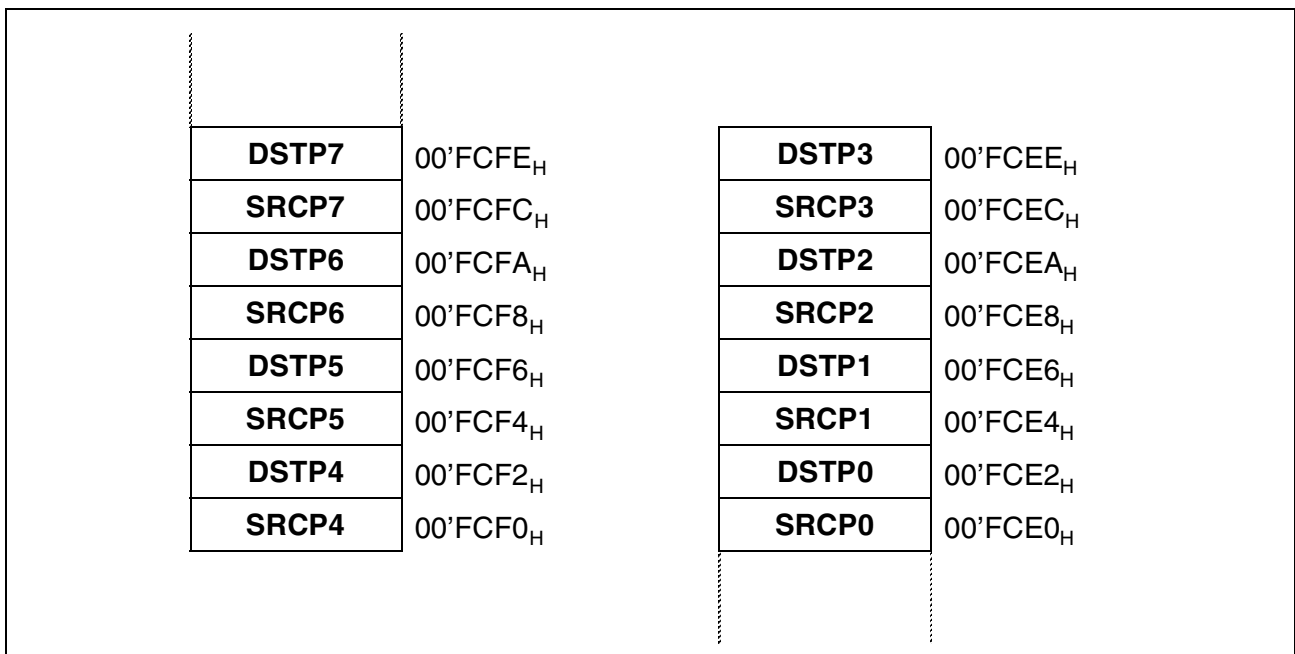 DSTP7 00’FCFEH DSTP3 00’FCEEH
SRCP7 00’FCFCH SRCP3 00’FCECH
DSTP6 00’FCFAH DSTP2 00’FCEAH
SRCP6 00’FCF8H SRCP2 00’FCE8H
DSTP5 00’FCF6H DSTP1 00’FCE6H
SRCP5 00’FCF4H SRCP1 00’FCE4H
DSTP4 00’FCF2H DSTP0 00’FCE2H
SRCP4 00’FCF0H SRCP0 00’FCE0H